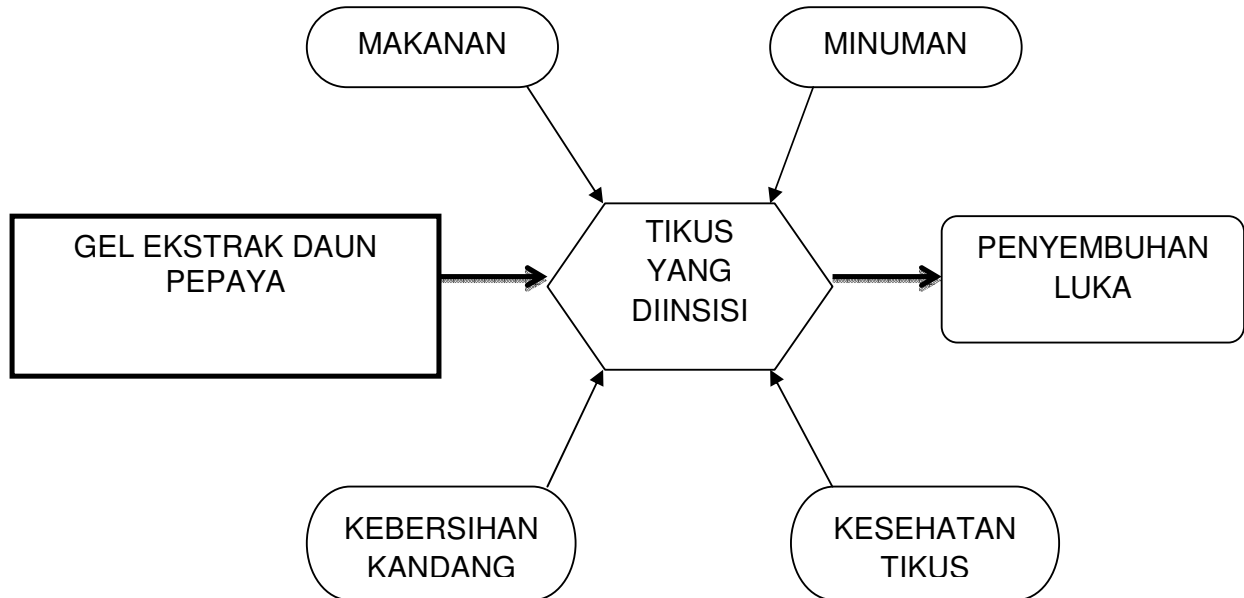 MAKANAN
MINUMAN
GEL EKSTRAK DAUN
PEPAYA
TIKUS
YANG
DIINSISI
PENYEMBUHAN
LUKA
KEBERSIHAN
KANDANG
KESEHATAN
TIKUS